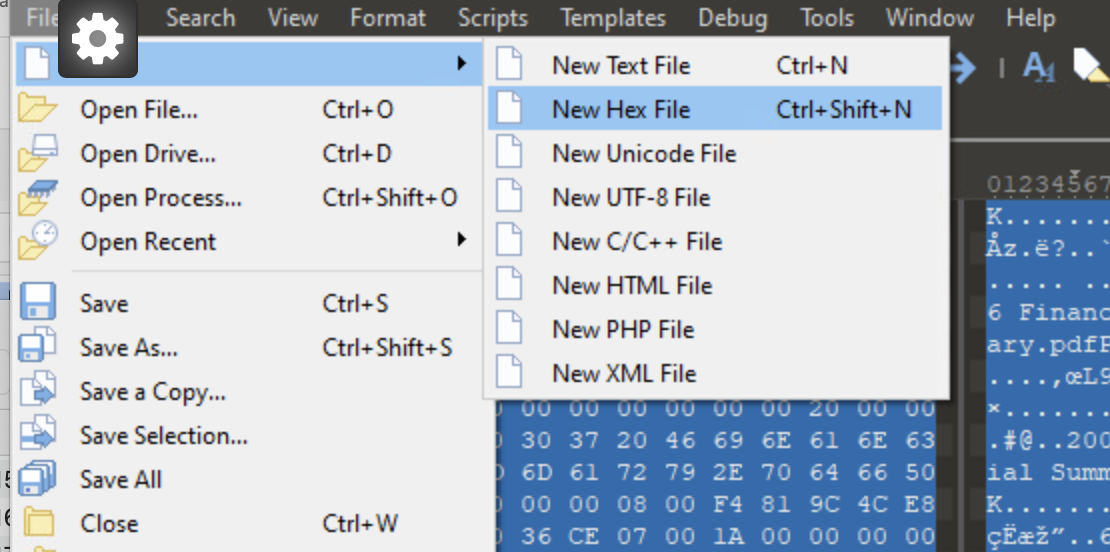 File Search View Format Scripts Templates Debug Tools Window Help
New Text File Ctrl+N
Open File... Ctrl+O
New Hex File Ctrl+Shift+N
Open Drive... Ctrl+D
New Unicode File
Open Process... Ctrl+Shift+O
New UTF-8 File
01234567
Open Recent
New C/C++ File
K.......
Åz.ë?..`
New HTML File
..... ..
Save Ctrl+S
6 Financ
New PHP File
Save As... Ctrl+Shift+S
ary.pdfP
New XML File
....,œL9
Save a Copy...
00 00 00 00 00 00 20 00 00 ×.......
Save Selection...
30 37 20 46 69 6E 61 6E 63 .#@..200
Save All
6D 61 72 79 2E 70 64 66 50 ial Summ
00 00 08 00 F4 81 9C 4C E8 K.......
Close Ctrl+W
36 CE 07 00 1A 00 00 00 00 çËæž”..6